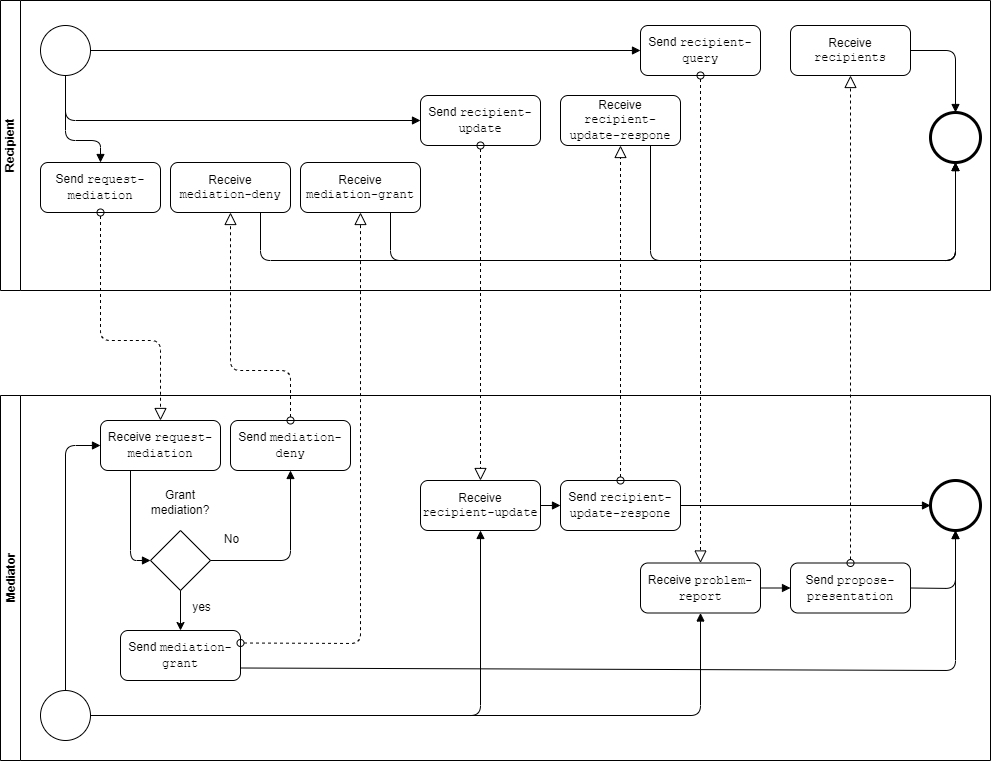 Recipient
Send recipient-
query
Receive
recipients
Send recipient-
update
Receive
recipient-
update-respone
Send request-
mediation
Receive
mediation-deny
Receive
mediation-grant
Mediator
Receive request-
mediation
Send mediation-
deny
Grant
mediation?
No
yes
Send mediation-
grant
Receive
recipient-update
Send recipient-
update-respone
Receive problem-
report
Send propose-
presentation